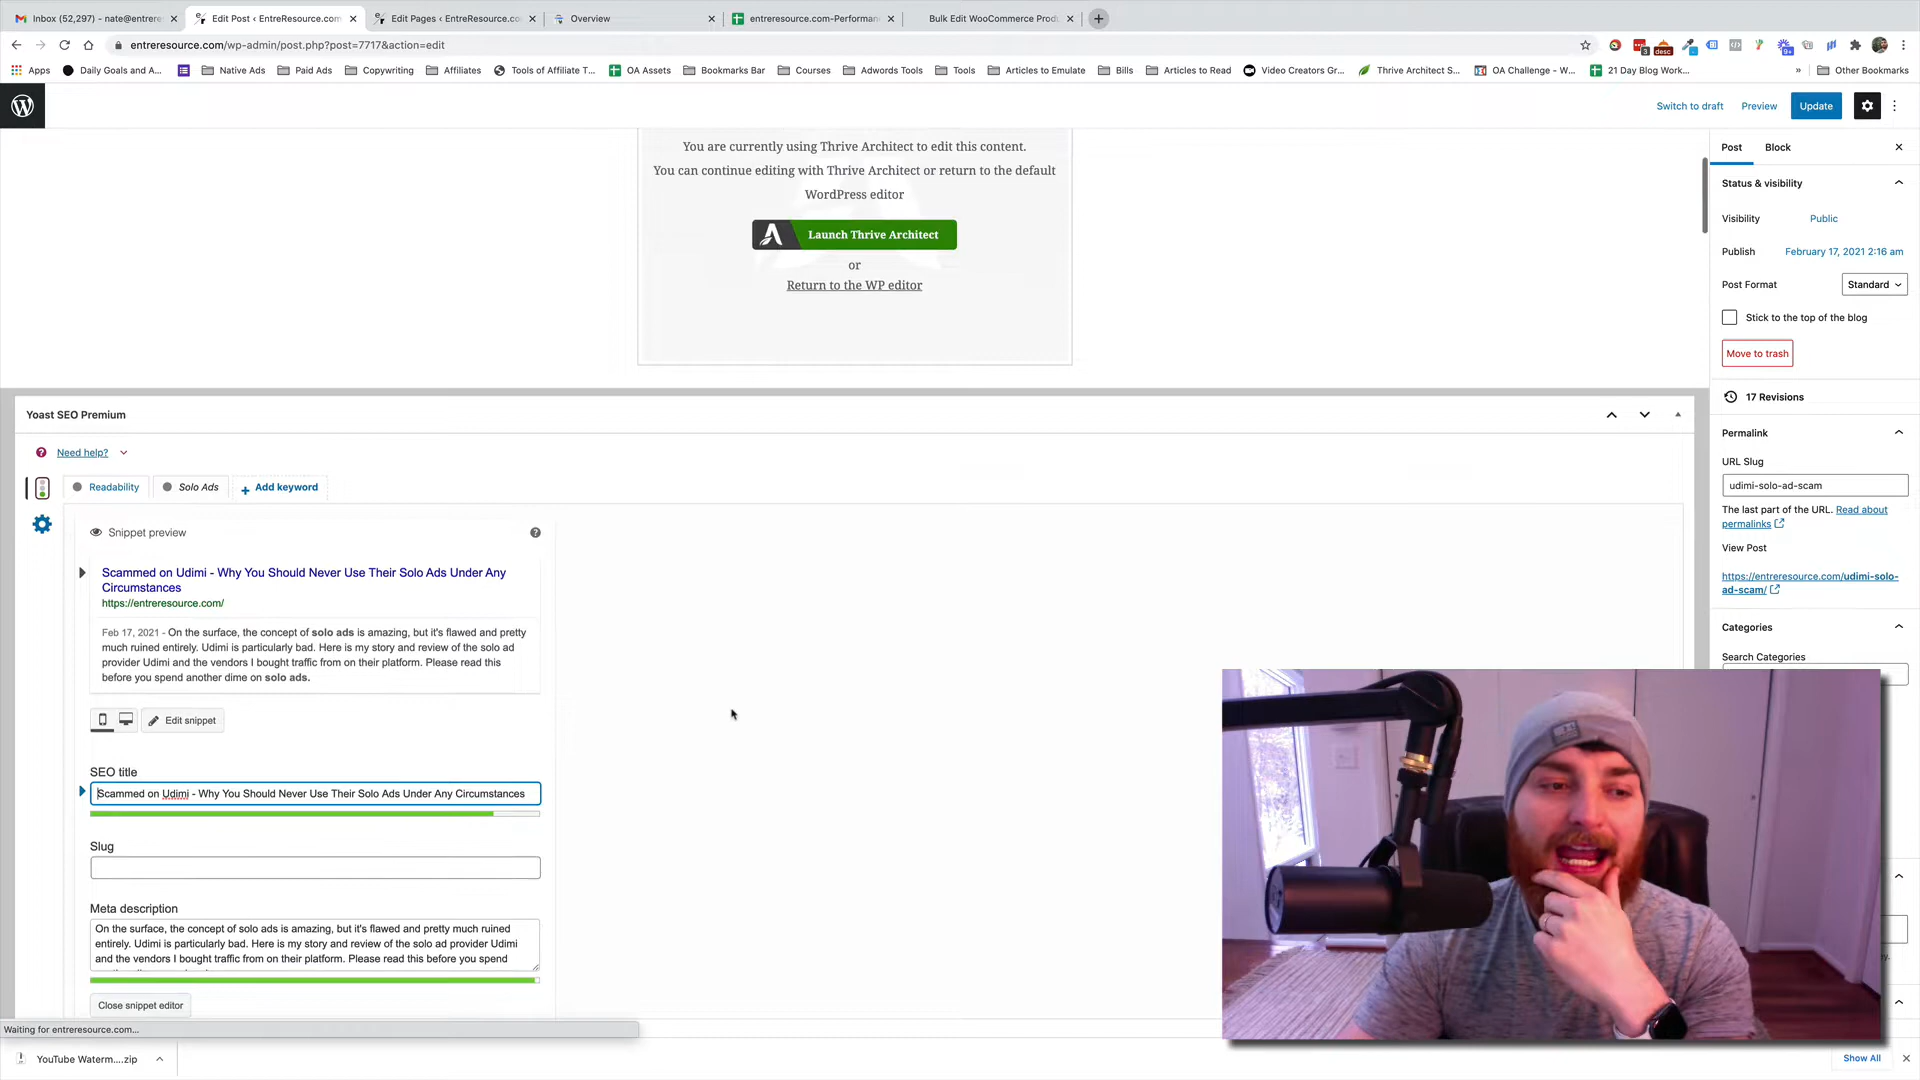 Inbox (52,297) - nate@entrere
Edit Post ‹ EntreResource.com
Edit Pages ‹ EntreResource.co
Overview
entreresource.com-Performan
Bulk Edit WooCommerce Produ
entreresource.com/wp-admin/post.php?post=7717&action=edit
Apps
Daily Goals and A...
Native Ads
Paid Ads
Copywriting
Affiliates
Tools of Affiliate T...
OA Assets
Bookmarks Bar
Courses
Adwords Tools
Tools
Articles to Emulate
Bills
Articles to Read
Video Creators Gr...
Thrive Architect S...
OA Challenge - W...
21 Day Blog Work...
»
Other Bookmarks
Switch to draft
Preview
Update
You are currently using Thrive Architect to edit this content.
You can continue editing with Thrive Architect or return to the default
WordPress editor
Launch Thrive Architect
or
Return to the WP editor
Post
Block
Status & visibility
Visibility
Public
Publish
February 17, 2021 2:16 am
Post Format
Standard
Stick to the top of the blog
Move to trash
17 Revisions
Permalink
URL Slug
udimi-solo-ad-scam
The last part of the URL. Read about
permalinks
View Post
https://entreresource.com/udimi-solo-
ad-scam/
Categories
Search Categories
Yoast SEO Premium
Need help?
Readability
Solo Ads
+ Add keyword
Snippet preview
Scammed on Udimi - Why You Should Never Use Their Solo Ads Under Any
Circumstances
https://entreresource.com/
Feb 17, 2021 - On the surface, the concept of solo ads is amazing, but it's flawed and pretty
much ruined entirely. Udimi is particularly bad. Here is my story and review of the solo ad
provider Udimi and the vendors I bought traffic from on their platform. Please read this
before you spend another dime on solo ads.
Edit snippet
SEO title
Scammed on Udimi - Why You Should Never Use Their Solo Ads Under Any Circumstances
Slug
Meta description
On the surface, the concept of solo ads is amazing, but it's flawed and pretty much ruined
entirely. Udimi is particularly bad. Here is my story and review of the solo ad provider Udimi
and the vendors I bought traffic from on their platform. Please read this before you spend
Close snippet editor
Waiting for entreresource.com...
YouTube Waterm....zip
Show All